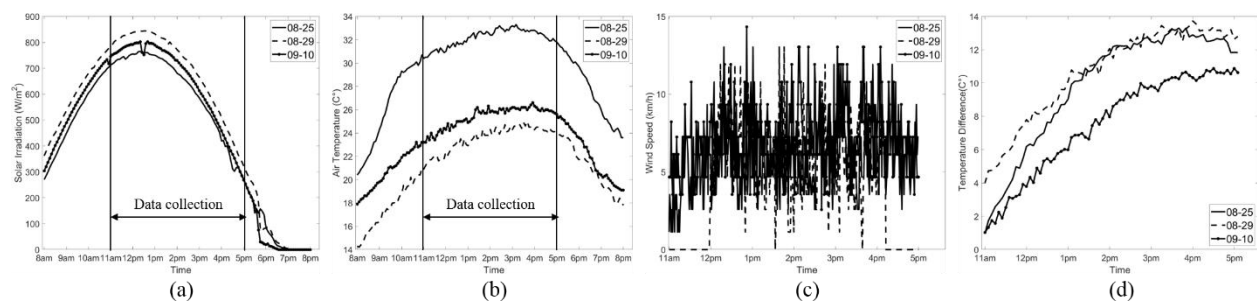 900
800
700
600
500
400
300
200
100
0
Solar Irradiation (W/m²)
08-25
08-29
09-10
Data collection
8am 9am 10am 11am 12pm 1pm 2pm 3pm 4pm 5pm 6pm 7pm 8pm
Time
(a)
34
32
30
28
26
24
22
20
18
16
14
Air Temperature (C°)
08-25
08-29
09-10
Data collection
8am 9am 10am 11am 12pm 1pm 2pm 3pm 4pm 5pm 6pm 7pm 8pm
Time
(b)
15
10
5
0
Wind Speed (km/h)
08-25
08-29
09-10
11am 12pm 1pm 2pm 3pm 4pm 5pm
Time
(c)
14
12
10
8
6
4
2
0
Temperature Difference(C°)
08-25
08-29
09-10
11am 12pm 1pm 2pm 3pm 4pm 5pm
Time
(d)